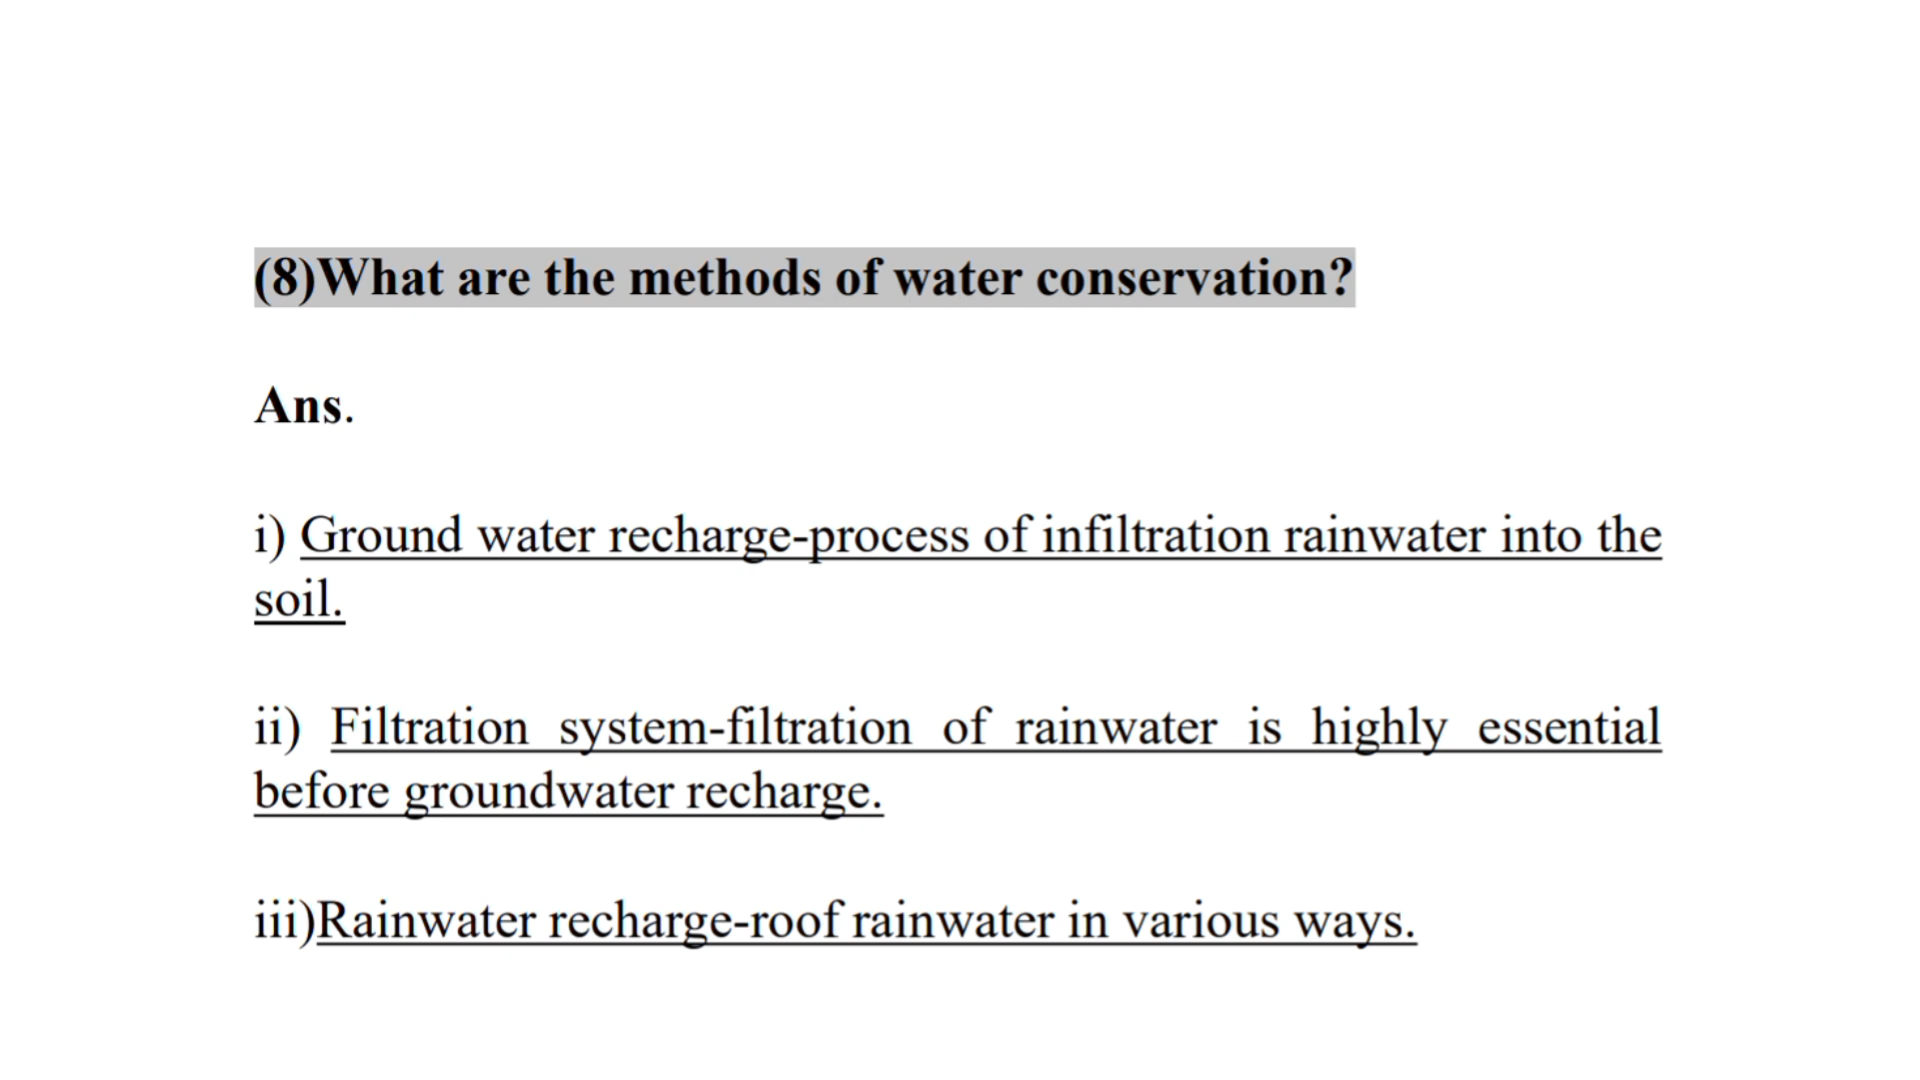 (8)What are the methods of water conservation?
Ans.
i) Ground water recharge-process of infiltration rainwater into the
soil.
ii) Filtration system-filtration of rainwater is highly essential
before groundwater recharge.
iii)Rainwater recharge-roof rainwater in various ways.